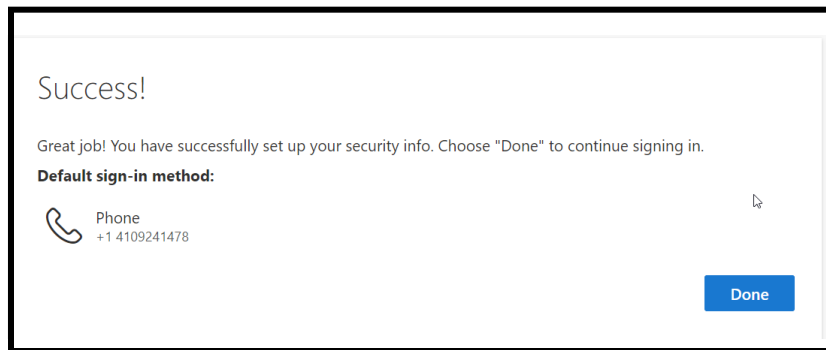 Success!
Great job! You have successfully set up your security info. Choose "Done" to continue signing in.
Default sign-in method:
Phone
+1 4109241478
Done